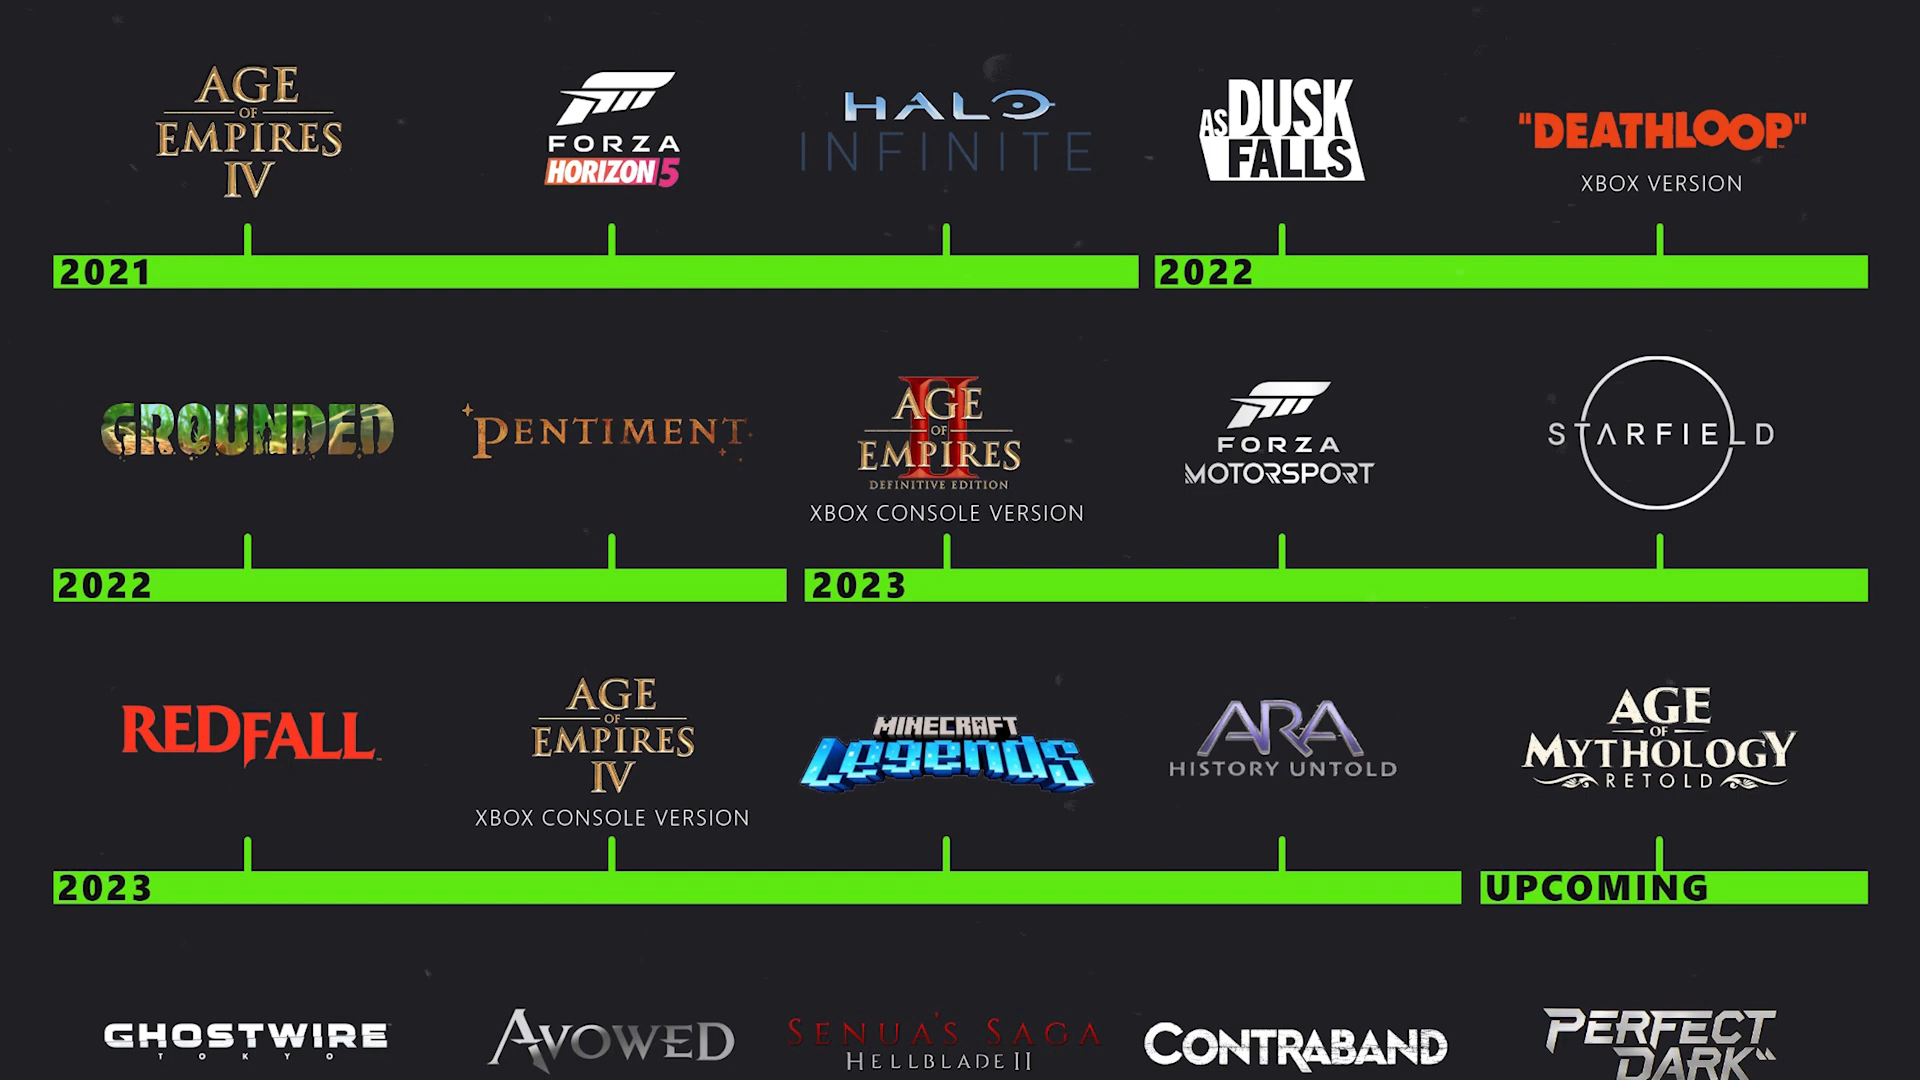 AGE
OF
EMPIRES
IV
FORZA
HORIZON 5
HALO
INFINITE
AS DUSK
FALLS
"DEATHLOOP"
XBOX VERSION
2021
2022
GROUNDED
PENTIMENT
II
AGE
OF
EMPIRES
DEFINITIVE EDITION
XBOX CONSOLE VERSION
FORZA
MOTORSPORT
STARFIELD
2022
2023
REDFALL
AGE
OF
EMPIRES
IV
XBOX CONSOLE VERSION
MINECRAFT
Legends
ARA
HISTORY UNTOLD
AGE
OF
MYTHOLOGY
RETOLD
2023
UPCOMING
GHOSTWIRE
TOKYO
AVOWED
SENUA'S SAGA
HELLBLADE II
CONTRABAND
PERFECT
DARK